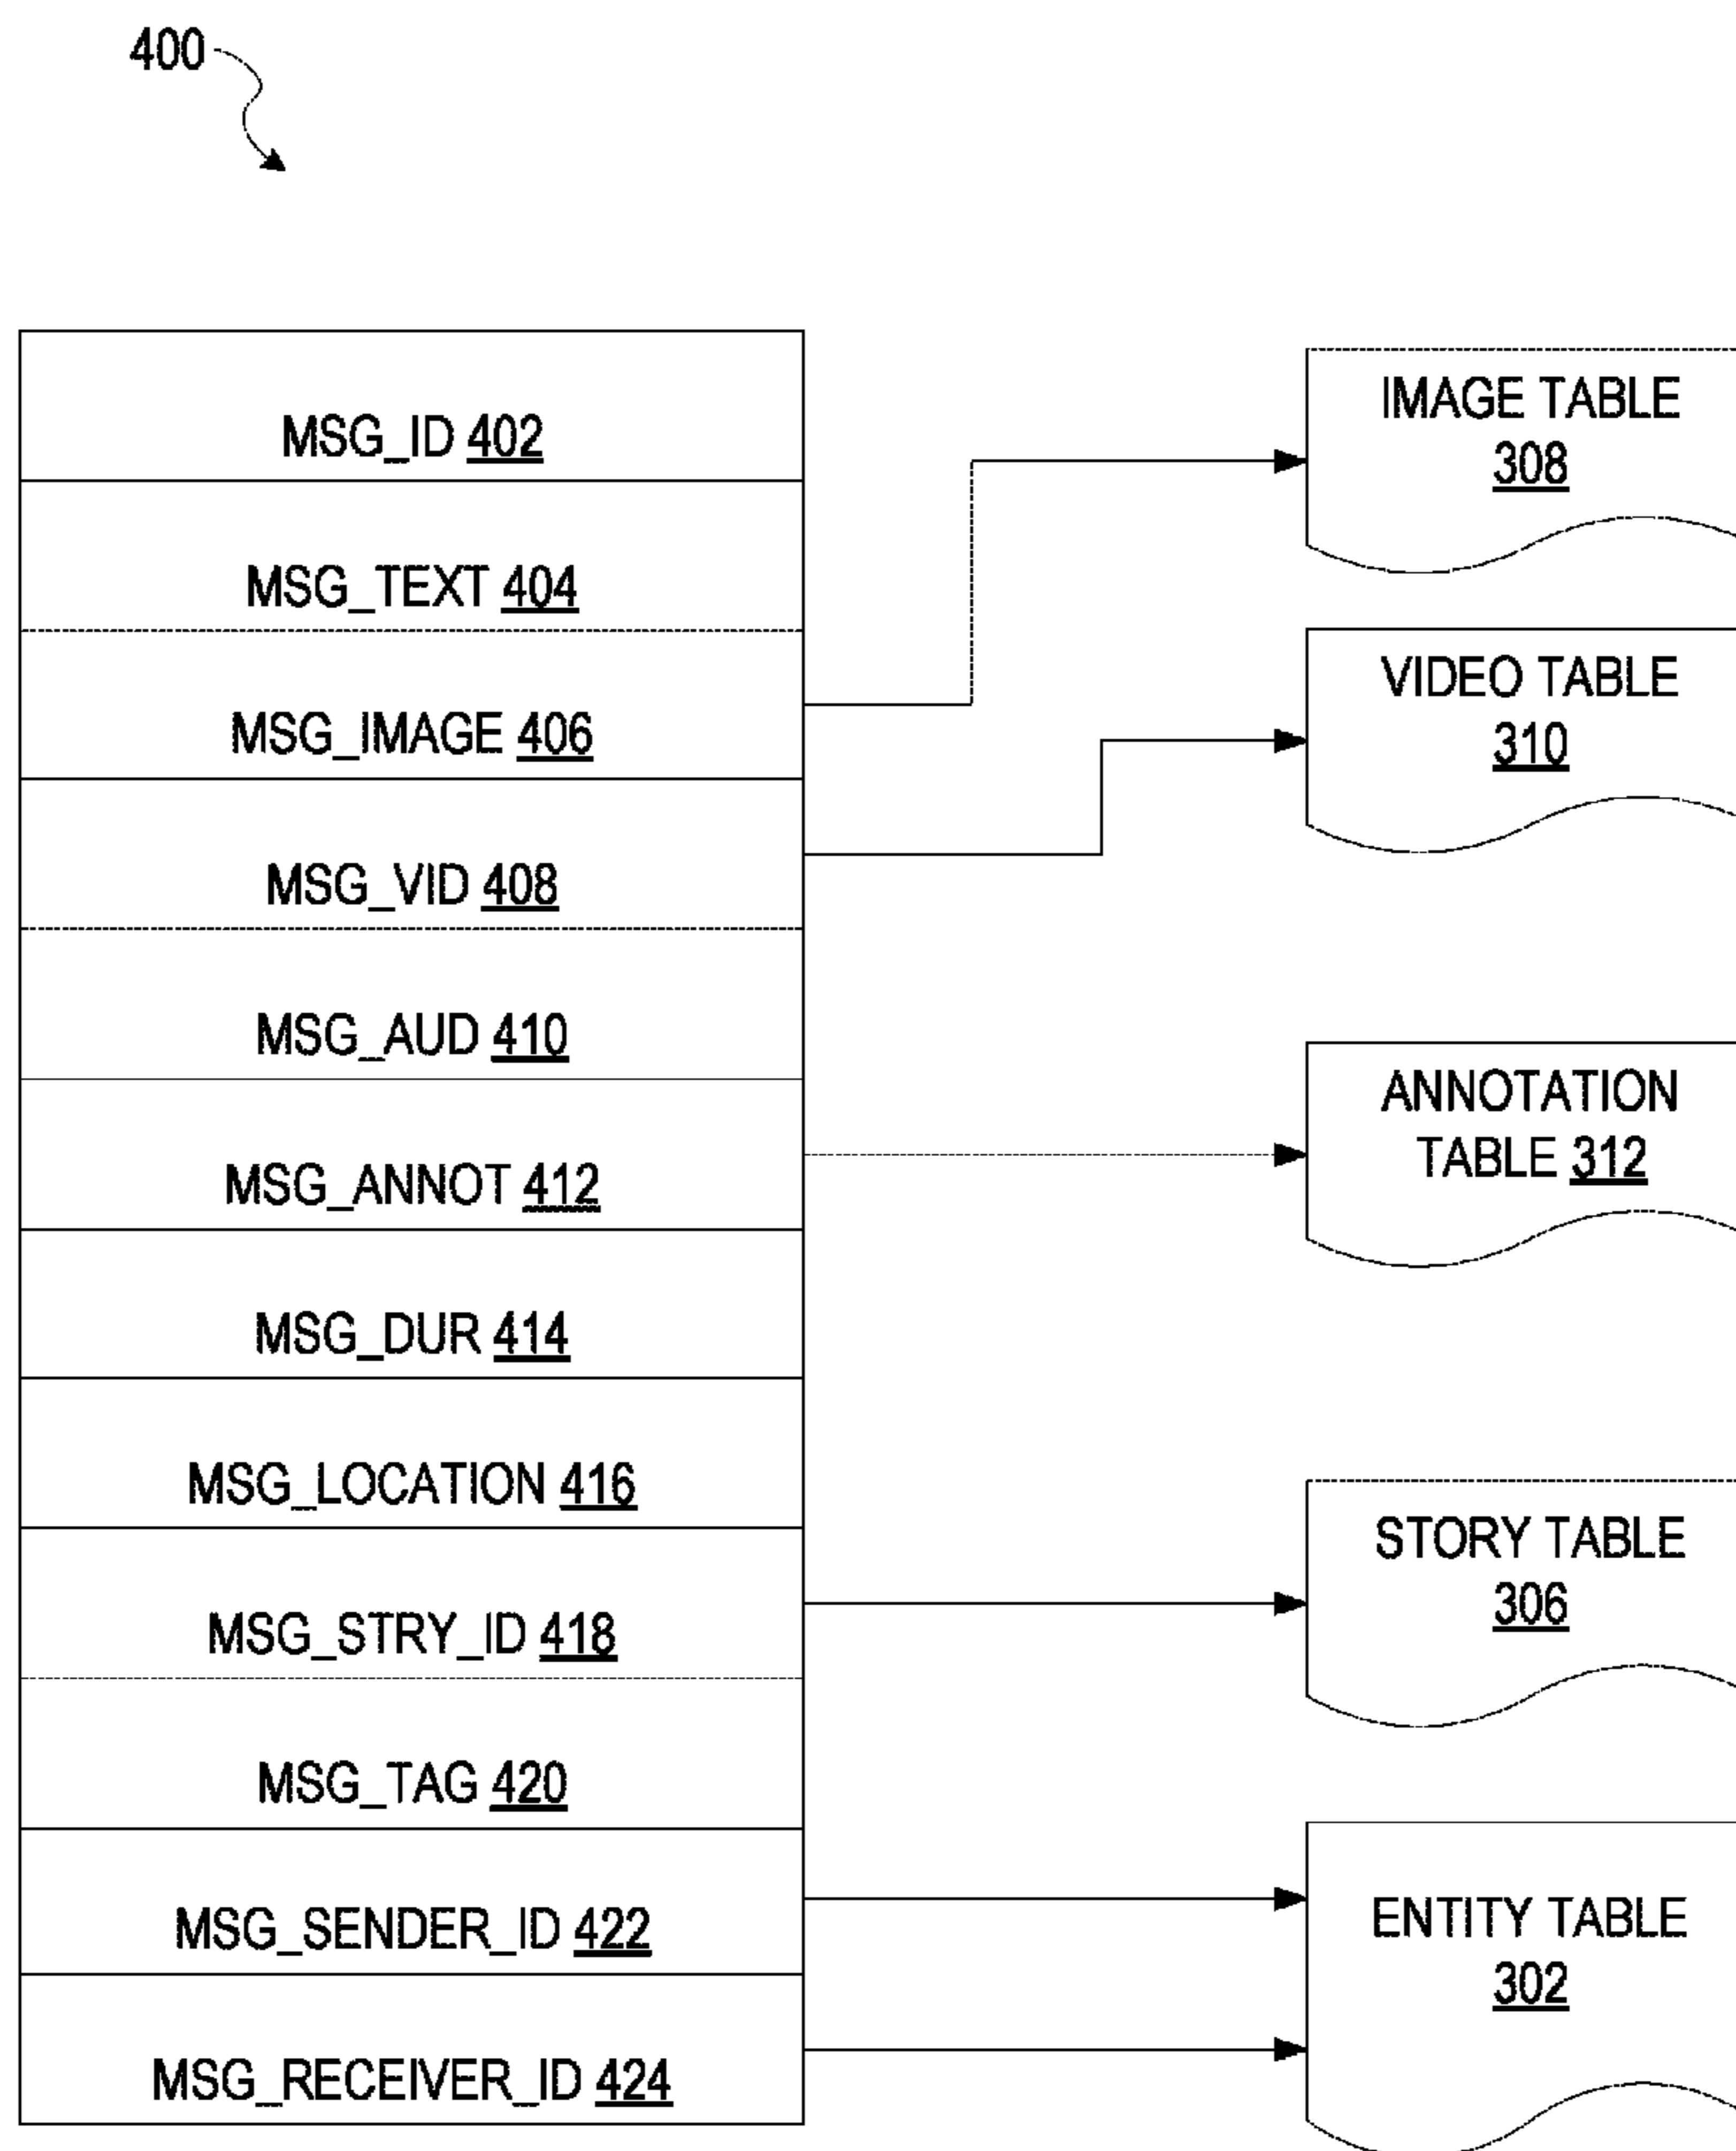 400
MSG_ID 402
MSG_TEXT 404
MSG_IMAGE 406
MSG_VID 408
MSG_AUD 410
MSG_ANNOT 412
MSG_DUR 414
MSG_LOCATION 416
MSG_STRY_ID 418
MSG_TAG 420
MSG_SENDER_ID 422
MSG_RECEIVER_ID 424
IMAGE TABLE
308
VIDEO TABLE
310
ANNOTATION
TABLE 312
STORY TABLE
306
ENTITY TABLE
302